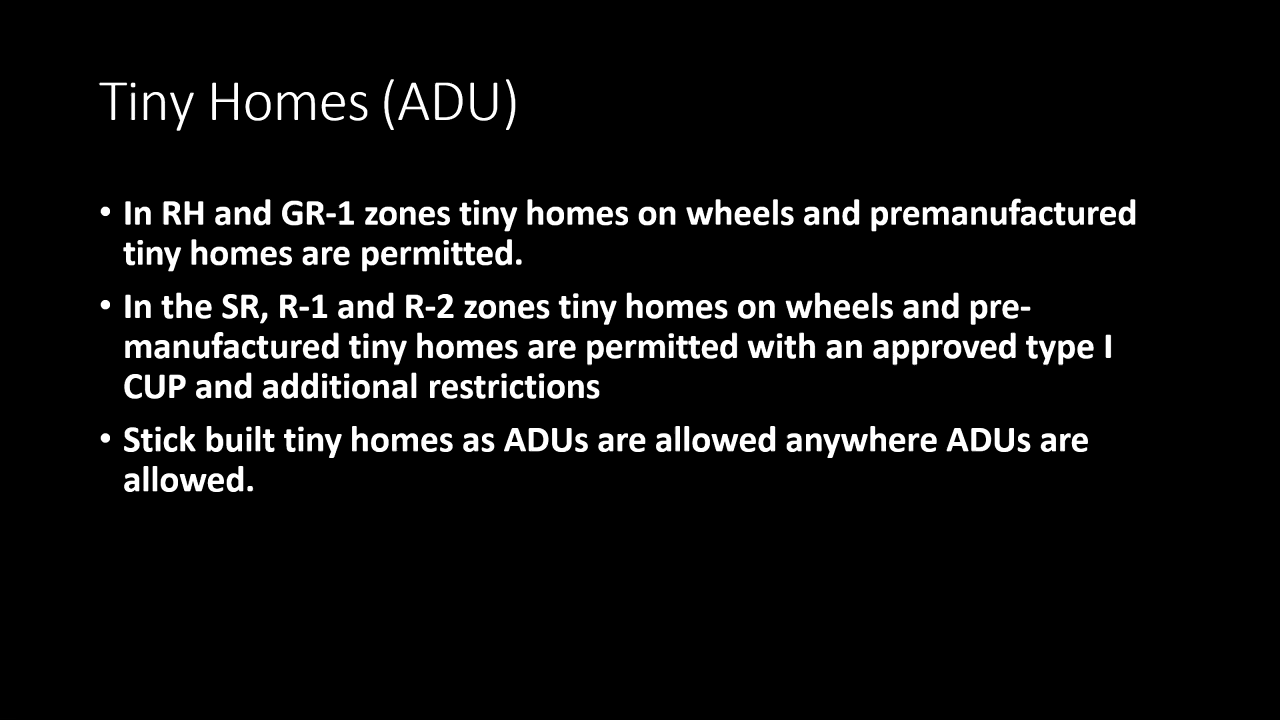 Tiny Homes (ADU)
• In RH and GR-1 zones tiny homes on wheels and premanufactured
tiny homes are permitted.
• In the SR, R-1 and R-2 zones tiny homes on wheels and pre-
manufactured tiny homes are permitted with an approved type I
CUP and additional restrictions
• Stick built tiny homes as ADUs are allowed anywhere ADUs are
allowed.